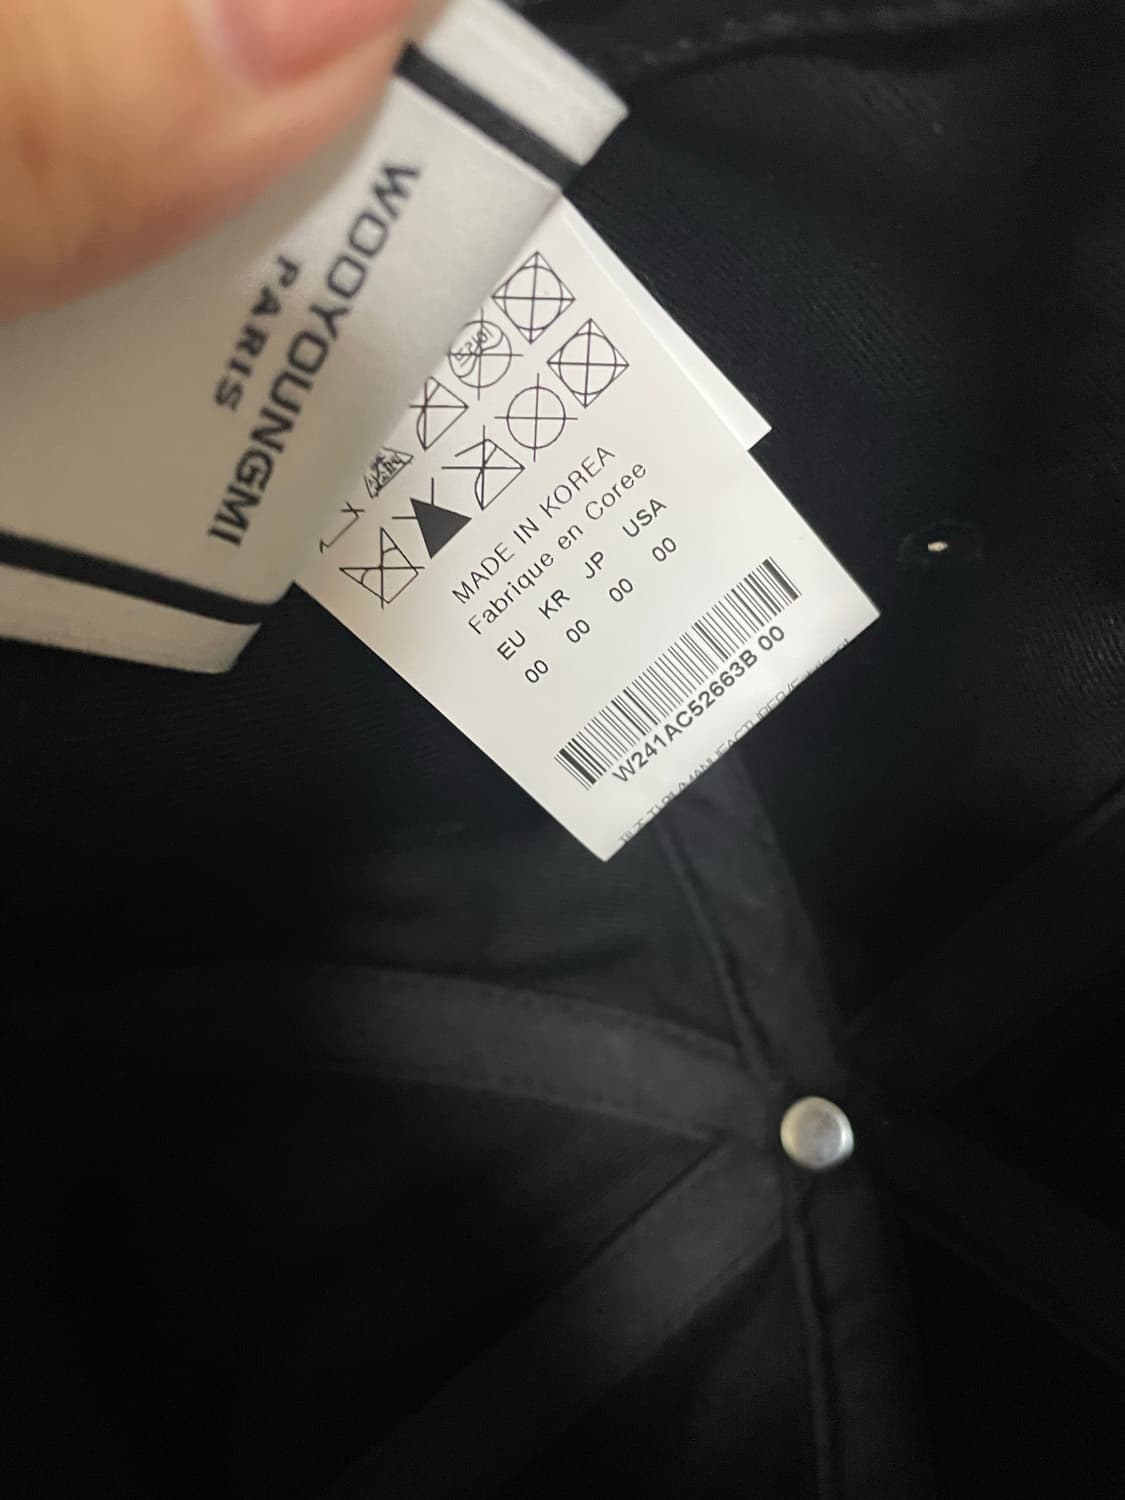 WOOYOUNGMI
PARIS
MADE IN KOREA
Fabrique en Coree
EU KR JP USA
00 00 00 00
W241AC52663B 00